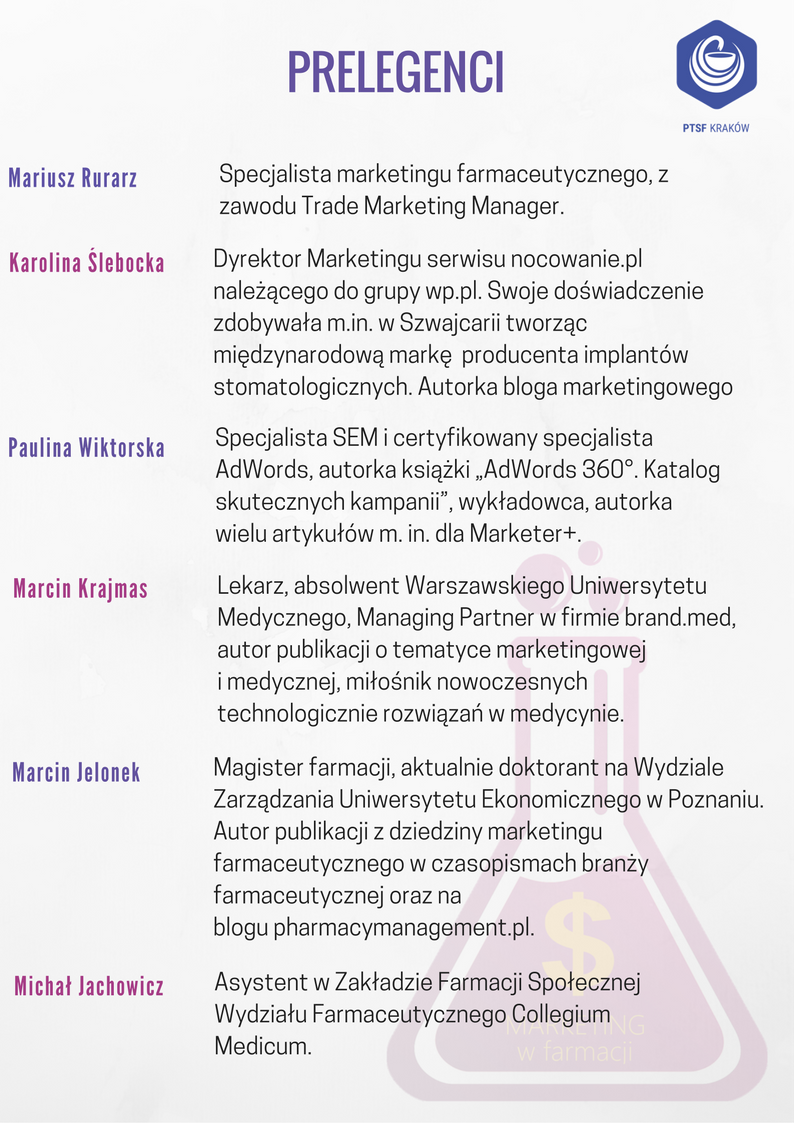 PRELEGENCI
PTSF KRAKÓW
Mariusz Rurarz
Specjalista marketingu farmaceutycznego, z
zawodu Trade Marketing Manager.
Karolina Ślebocka
Dyrektor Marketingu serwisu nocowanie.pl
należącego do grupy wp.pl. Swoje doświadczenie
zdobywała m.in. w Szwajcarii tworząc
międzynarodową markę  producenta implantów
stomatologicznych. Autorka bloga marketingowego
Paulina Wiktorska
Specjalista SEM i certyfikowany specjalista
AdWords, autorka książki „AdWords 360°. Katalog
skutecznych kampanii”, wykładowca, autorka
wielu artykułów m. in. dla Marketer+.
Marcin Krajmas
Lekarz, absolwent Warszawskiego Uniwersytetu
Medycznego, Managing Partner w firmie brand.med,
autor publikacji o tematyce marketingowej
i medycznej, miłośnik nowoczesnych
technologicznie rozwiązań w medycynie.
Marcin Jelonek
Magister farmacji, aktualnie doktorant na Wydziale
Zarządzania Uniwersytetu Ekonomicznego w Poznaniu.
Autor publikacji z dziedziny marketingu
farmaceutycznego w czasopismach branży
farmaceutycznej oraz na
blogu pharmacymanagement.pl.
Michał Jachowicz
Asystent w Zakładzie Farmacji Społecznej
Wydziału Farmaceutycznego Collegium
Medicum.
$
MARKETING
w farmacji